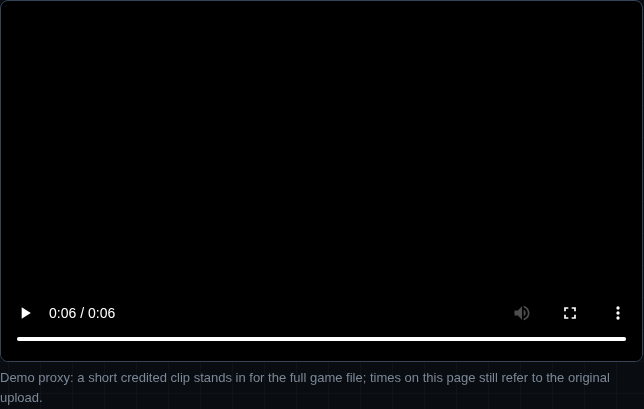 0:06 / 0:06
Demo proxy: a short credited clip stands in for the full game file; times on this page still refer to the original
upload.